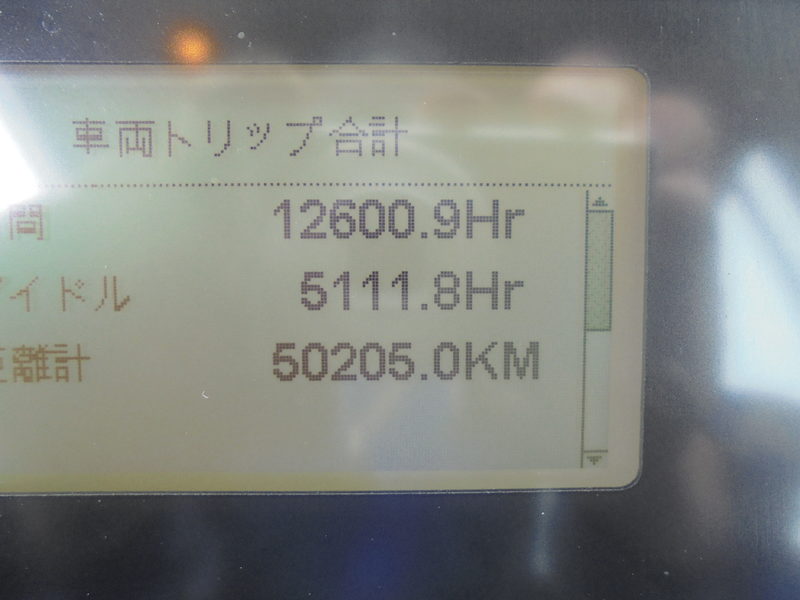 車両トリップ合計
間 12600.9Hr
イドル 5111.8Hr
離計 50205.0KM